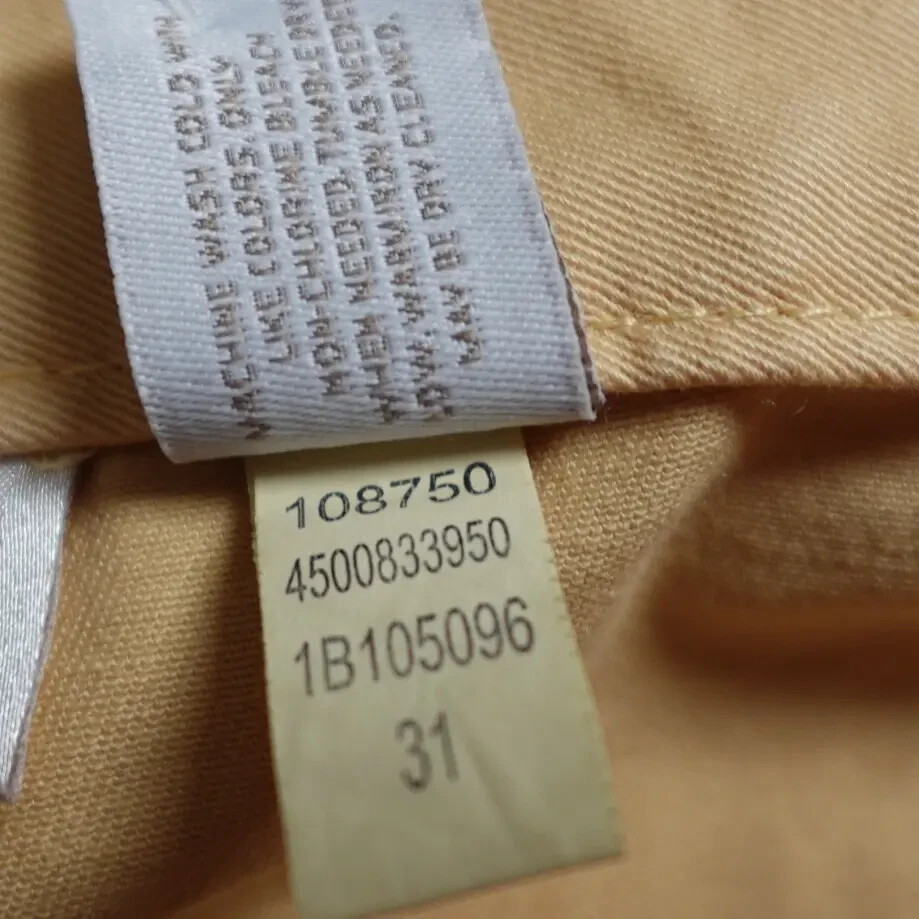 MACHINE WASH COLD WITH
LIKE COLORS. ONLY
NON-CHLORINE BLEACH
WHEN NEEDED. TUMBLE DRY
LOW. WARM IRON AS NEEDED
MAY BE DRY CLEANED.
108750
4500833950
1B105096
31